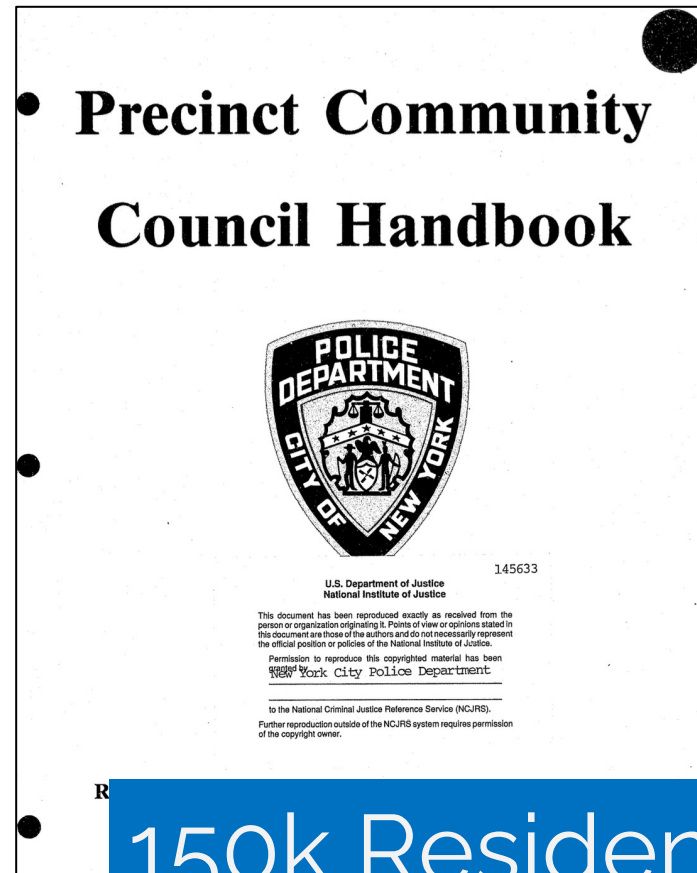 Precinct Community
Council Handbook
POLICE
DEPARTMENT
CITY OF
NEW YORK
145633
U.S. Department of Justice
National Institute of Justice
This document has been reproduced exactly as received from the
person or organization originating it. Points of view or opinions stated in
this document are those of the authors and do not necessarily represent
the official position or policies of the National Institute of Justice.
Permission to reproduce this copyrighted material has been
granted by
New York City Police Department
to the National Criminal Justice Reference Service (NCJRS).
Further reproduction outside of the NCJRS system requires permission
of the copyright owner.
R
150k Residen